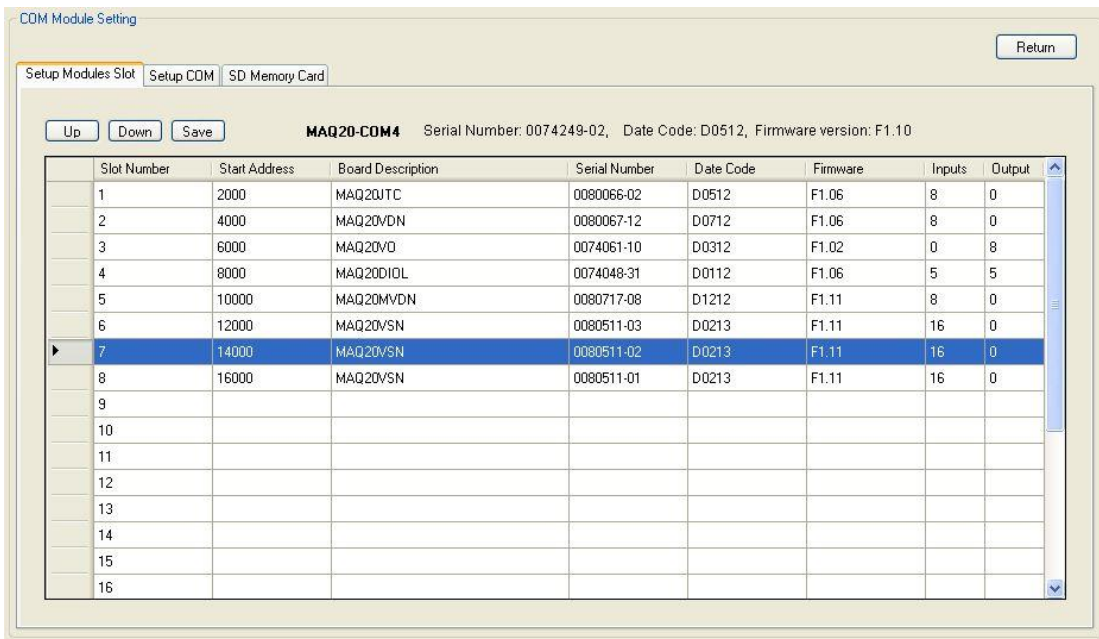 COM Module Setting
Return
Setup Modules Slot Setup COM SD Memory Card
Up Down Save MAQ20-COM4 Serial Number: 0074249-02, Date Code: D0512, Firmware version: F1.10
Slot Number Start Address Board Description Serial Number Date Code Firmware Inputs Output
1 2000 MAQ20JTC 0080066-02 D0512 F1.06 8 0
2 4000 MAQ20VDN 0080067-12 D0712 F1.06 8 0
3 6000 MAQ20VO 0074061-10 D0312 F1.02 0 8
4 8000 MAQ20DIOL 0074048-31 D0112 F1.06 5 5
5 10000 MAQ20MVDN 0080717-08 D1212 F1.11 8 0
6 12000 MAQ20VSN 0080511-03 D0213 F1.11 16 0
7 14000 MAQ20VSN 0080511-02 D0213 F1.11 16 0
8 16000 MAQ20VSN 0080511-01 D0213 F1.11 16 0
9
10
11
12
13
14
15
16